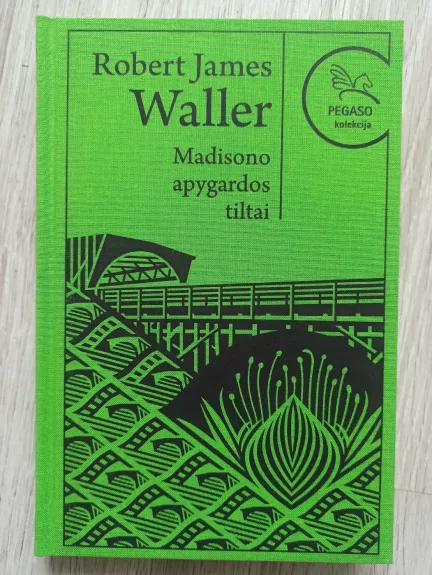 Robert James
Waller
Madisono
apygardos
tiltai
PEGASO
kolekcija